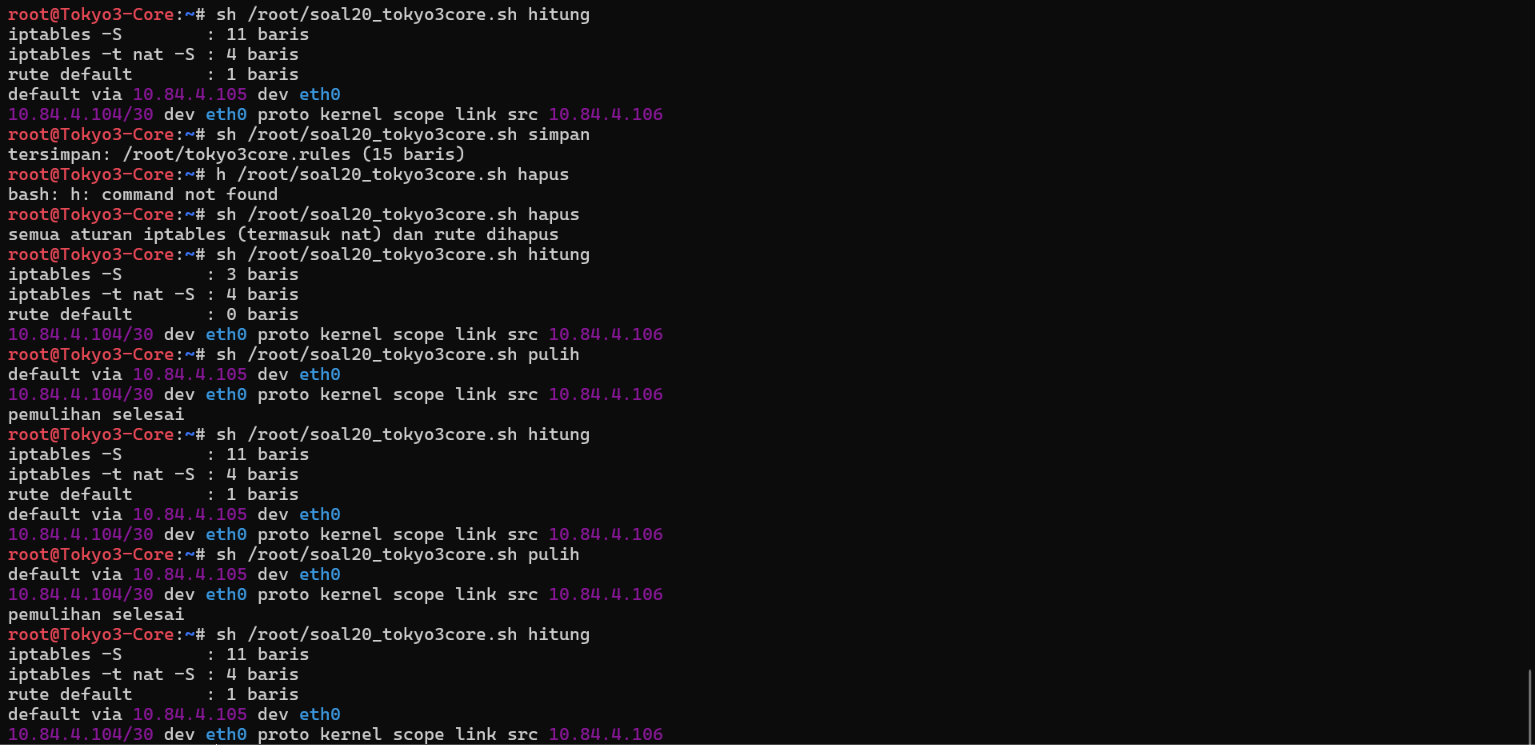 root@Tokyo3-Core:~# sh /root/soal20_tokyo3core.sh hitung
iptables -S        : 11 baris
iptables -t nat -S : 4 baris
rute default       : 1 baris
default via 10.84.4.105 dev eth0
10.84.4.104/30 dev eth0 proto kernel scope link src 10.84.4.106
root@Tokyo3-Core:~# sh /root/soal20_tokyo3core.sh simpan
tersimpan: /root/tokyo3core.rules (15 baris)
root@Tokyo3-Core:~# h /root/soal20_tokyo3core.sh hapus
bash: h: command not found
root@Tokyo3-Core:~# sh /root/soal20_tokyo3core.sh hapus
semua aturan iptables (termasuk nat) dan rute dihapus
root@Tokyo3-Core:~# sh /root/soal20_tokyo3core.sh hitung
iptables -S        : 3 baris
iptables -t nat -S : 4 baris
rute default       : 0 baris
10.84.4.104/30 dev eth0 proto kernel scope link src 10.84.4.106
root@Tokyo3-Core:~# sh /root/soal20_tokyo3core.sh pulih
default via 10.84.4.105 dev eth0
10.84.4.104/30 dev eth0 proto kernel scope link src 10.84.4.106
pemulihan selesai
root@Tokyo3-Core:~# sh /root/soal20_tokyo3core.sh hitung
iptables -S        : 11 baris
iptables -t nat -S : 4 baris
rute default       : 1 baris
default via 10.84.4.105 dev eth0
10.84.4.104/30 dev eth0 proto kernel scope link src 10.84.4.106
root@Tokyo3-Core:~# sh /root/soal20_tokyo3core.sh pulih
default via 10.84.4.105 dev eth0
10.84.4.104/30 dev eth0 proto kernel scope link src 10.84.4.106
pemulihan selesai
root@Tokyo3-Core:~# sh /root/soal20_tokyo3core.sh hitung
iptables -S        : 11 baris
iptables -t nat -S : 4 baris
rute default       : 1 baris
default via 10.84.4.105 dev eth0
10.84.4.104/30 dev eth0 proto kernel scope link src 10.84.4.106